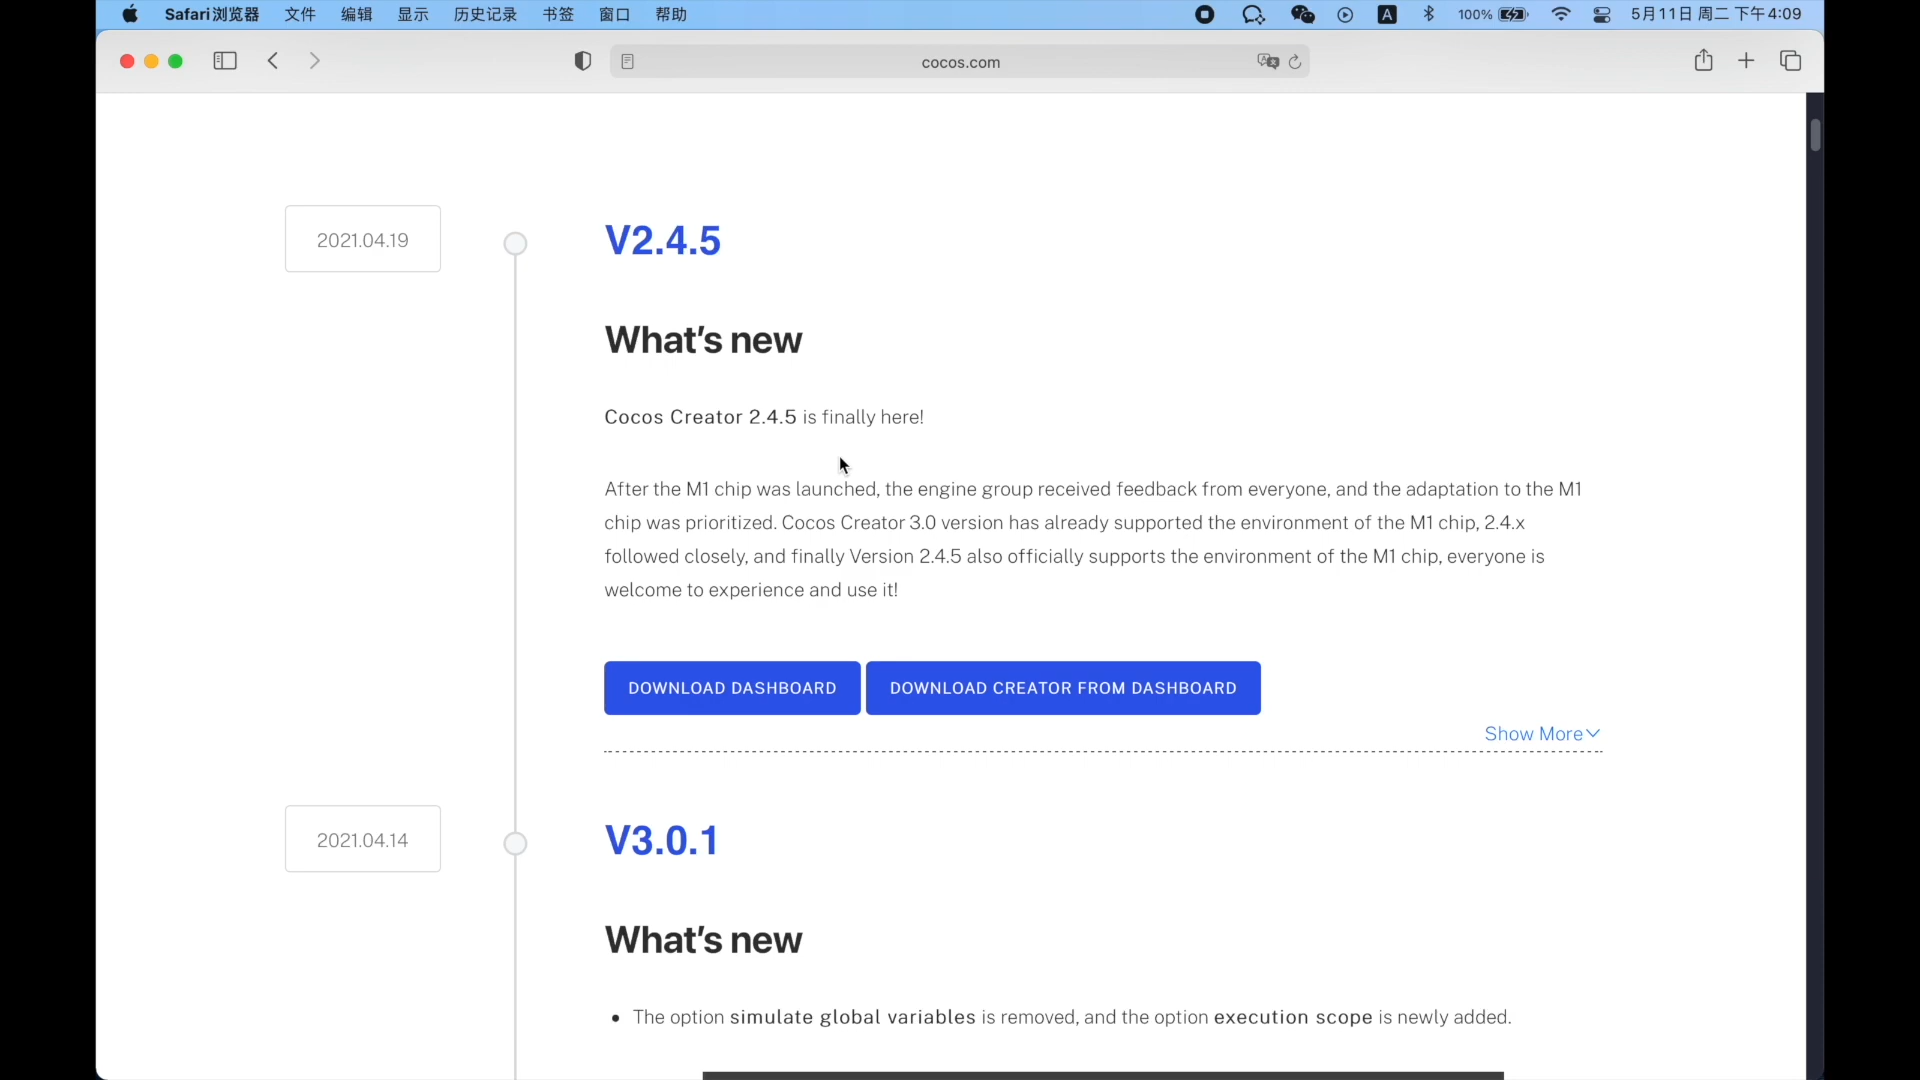 Safari浏览器 文件 编辑 显示 历史记录 书签 窗口 帮助 A 100% 5月11日 周二 下午4:09
cocos.com
2021.04.19
V2.4.5
What's new
Cocos Creator 2.4.5 is finally here!
After the M1 chip was launched, the engine group received feedback from everyone, and the adaptation to the M1
chip was prioritized. Cocos Creator 3.0 version has already supported the environment of the M1 chip, 2.4.x
followed closely, and finally Version 2.4.5 also officially supports the environment of the M1 chip, everyone is
welcome to experience and use it!
DOWNLOAD DASHBOARD DOWNLOAD CREATOR FROM DASHBOARD
Show More
2021.04.14
V3.0.1
What's new
• The option simulate global variables is removed, and the option execution scope is newly added.